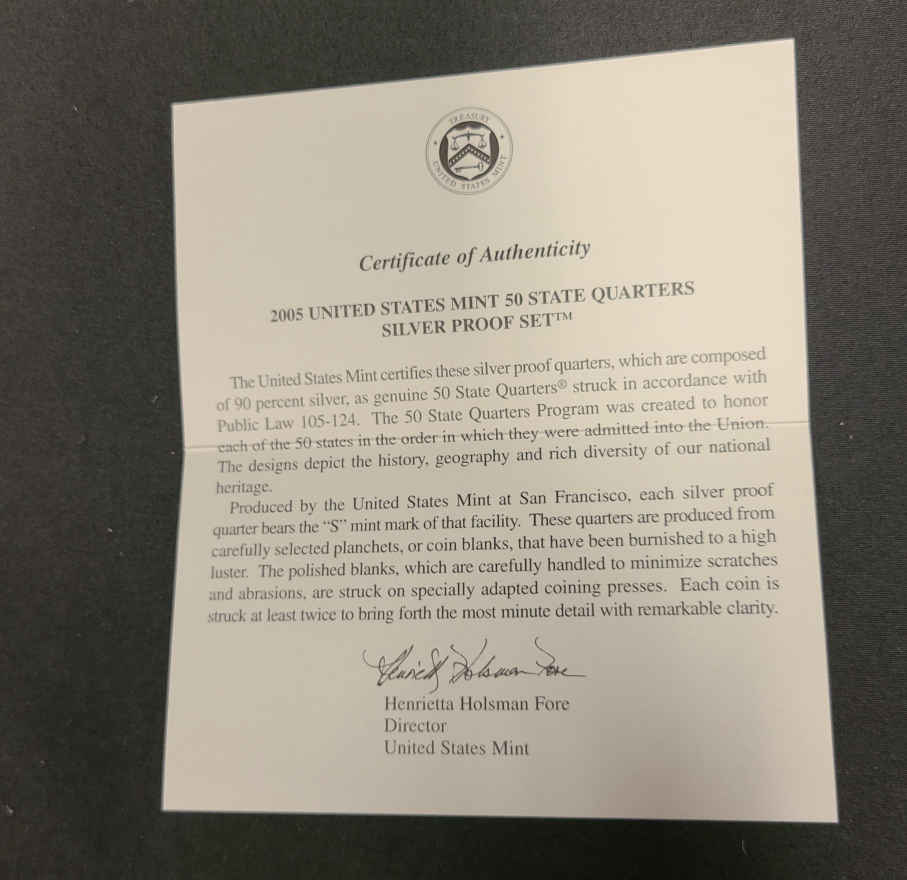 TREASURY
UNITED STATES MINT
Certificate of Authenticity
2005 UNITED STATES MINT 50 STATE QUARTERS
SILVER PROOF SET™
The United States Mint certifies these silver proof quarters, which are composed
of 90 percent silver, as genuine 50 State Quarters® struck in accordance with
Public Law 105-124. The 50 State Quarters Program was created to honor
each of the 50 states in the order in which they were admitted into the Union.
The designs depict the history, geography and rich diversity of our national
heritage.
Produced by the United States Mint at San Francisco, each silver proof
quarter bears the “S” mint mark of that facility. These quarters are produced from
carefully selected planchets, or coin blanks, that have been burnished to a high
luster. The polished blanks, which are carefully handled to minimize scratches
and abrasions, are struck on specially adapted coining presses. Each coin is
struck at least twice to bring forth the most minute detail with remarkable clarity.
Henrietta Holsman Fore
Henrietta Holsman Fore
Director
United States Mint